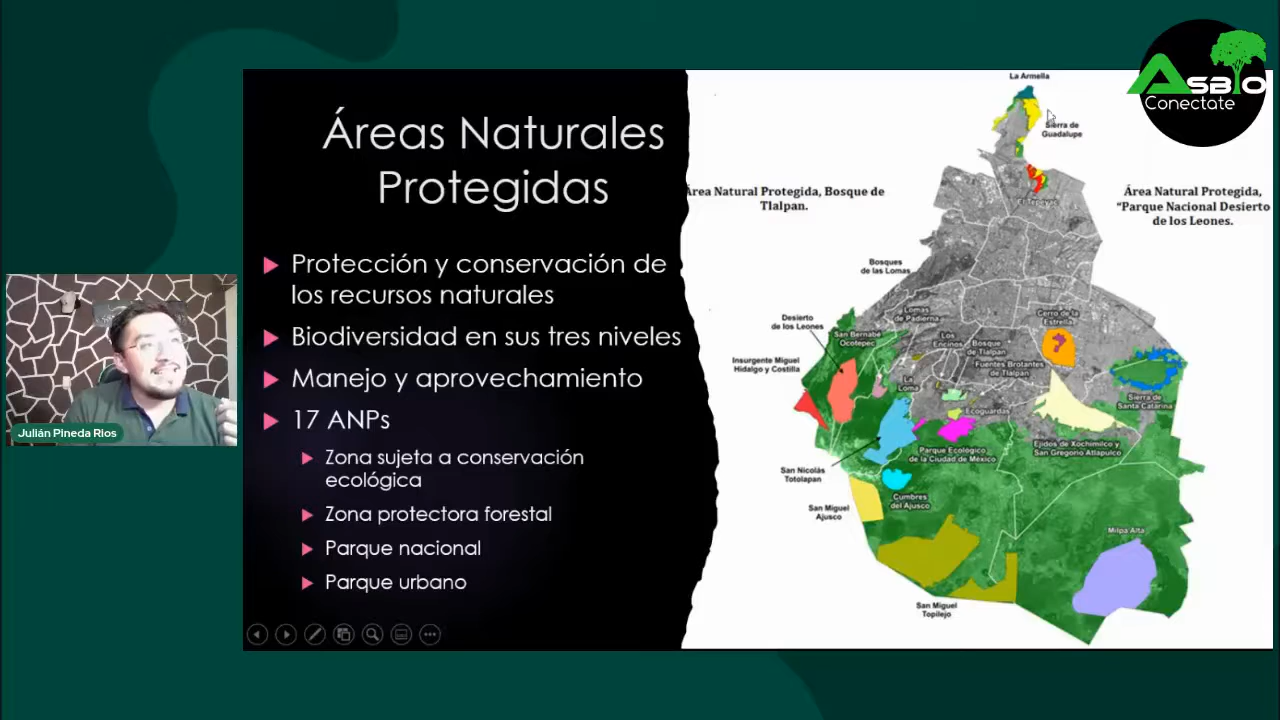 Áreas Naturales
Protegidas
Protección y conservación de
los recursos naturales
Biodiversidad en sus tres niveles
Manejo y aprovechamiento
17 ANPs
Zona sujeta a conservación
ecológica
Zona protectora forestal
Parque nacional
Parque urbano
Julián Pineda Rios
ASBIO
Conectate
La Armella
Sierra de
Guadalupe
Área Natural Protegida, Bosque de
Tlalpan.
Área Natural Protegida,
"Parque Nacional Desierto
de los Leones.
El Tepeyac
Bosques
de las Lomas
Desierto
de los Leones
Lomas
de Padierna
San Bernabé
Ocotepec
Los
Encinos
Bosque
de Tlalpan
Cerro de la
Estrella
Insurgente Miguel
Hidalgo y Costilla
Fuentes Brotantes
de Tlalpan
La
Loma
Sierra de
Santa Catarina
Ecoguardas
Parque Ecológico
de la Ciudad de México
Ejidos de Xochimilco y
San Gregorio Atlapulco
San Nicolás
Totolapan
Cumbres
del Ajusco
San Miguel
Ajusco
Milpa Alta
San Miguel
Topilejo